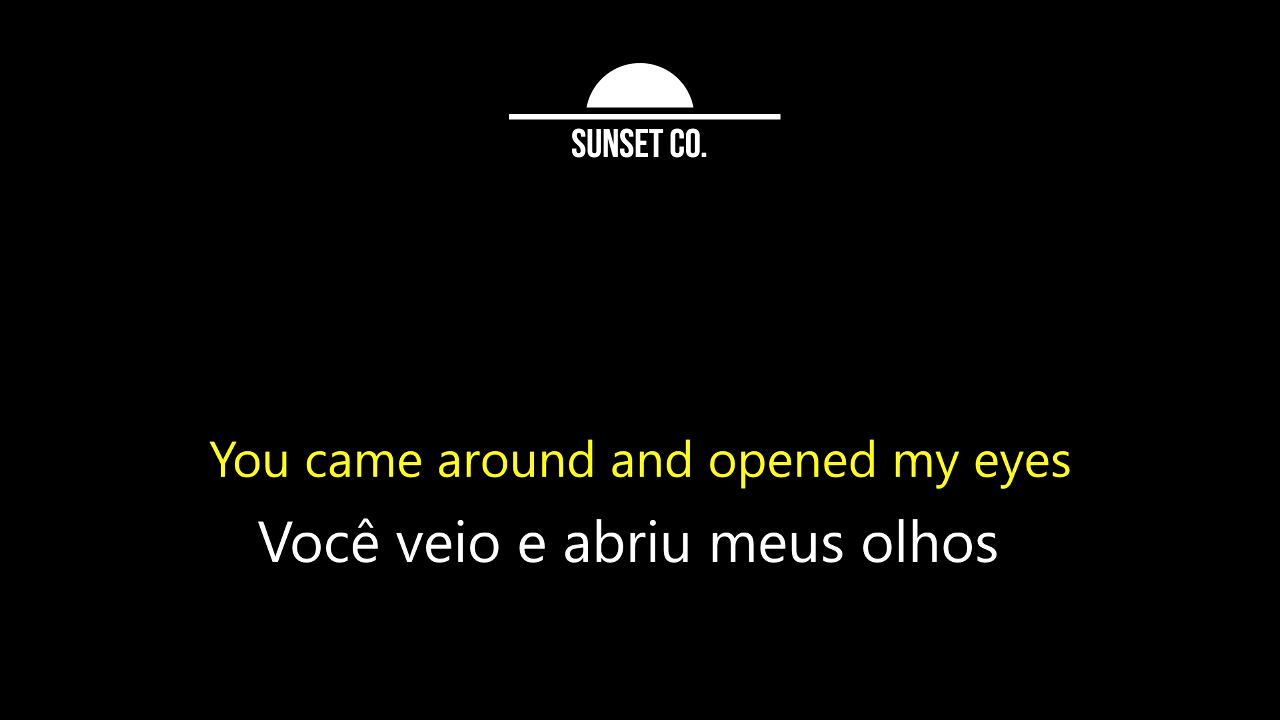 SUNSET CO.
You came around and opened my eyes
Você veio e abriu meus olhos